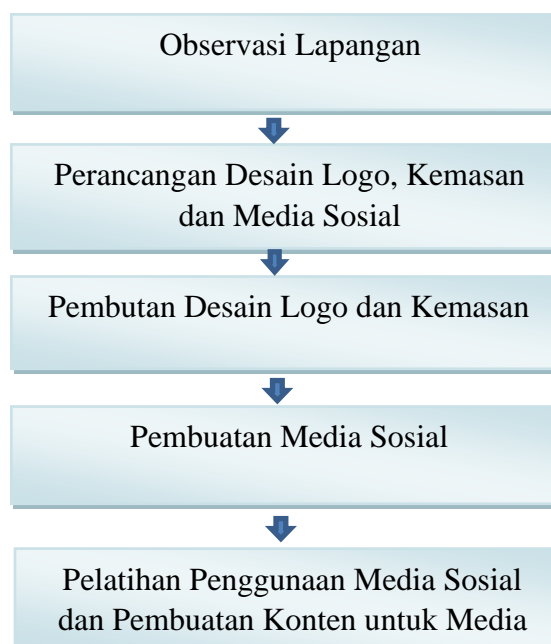 Observasi Lapangan
Perancangan Desain Logo, Kemasan
dan Media Sosial
Pembutan Desain Logo dan Kemasan
Pembuatan Media Sosial
Pelatihan Penggunaan Media Sosial
dan Pembuatan Konten untuk Media